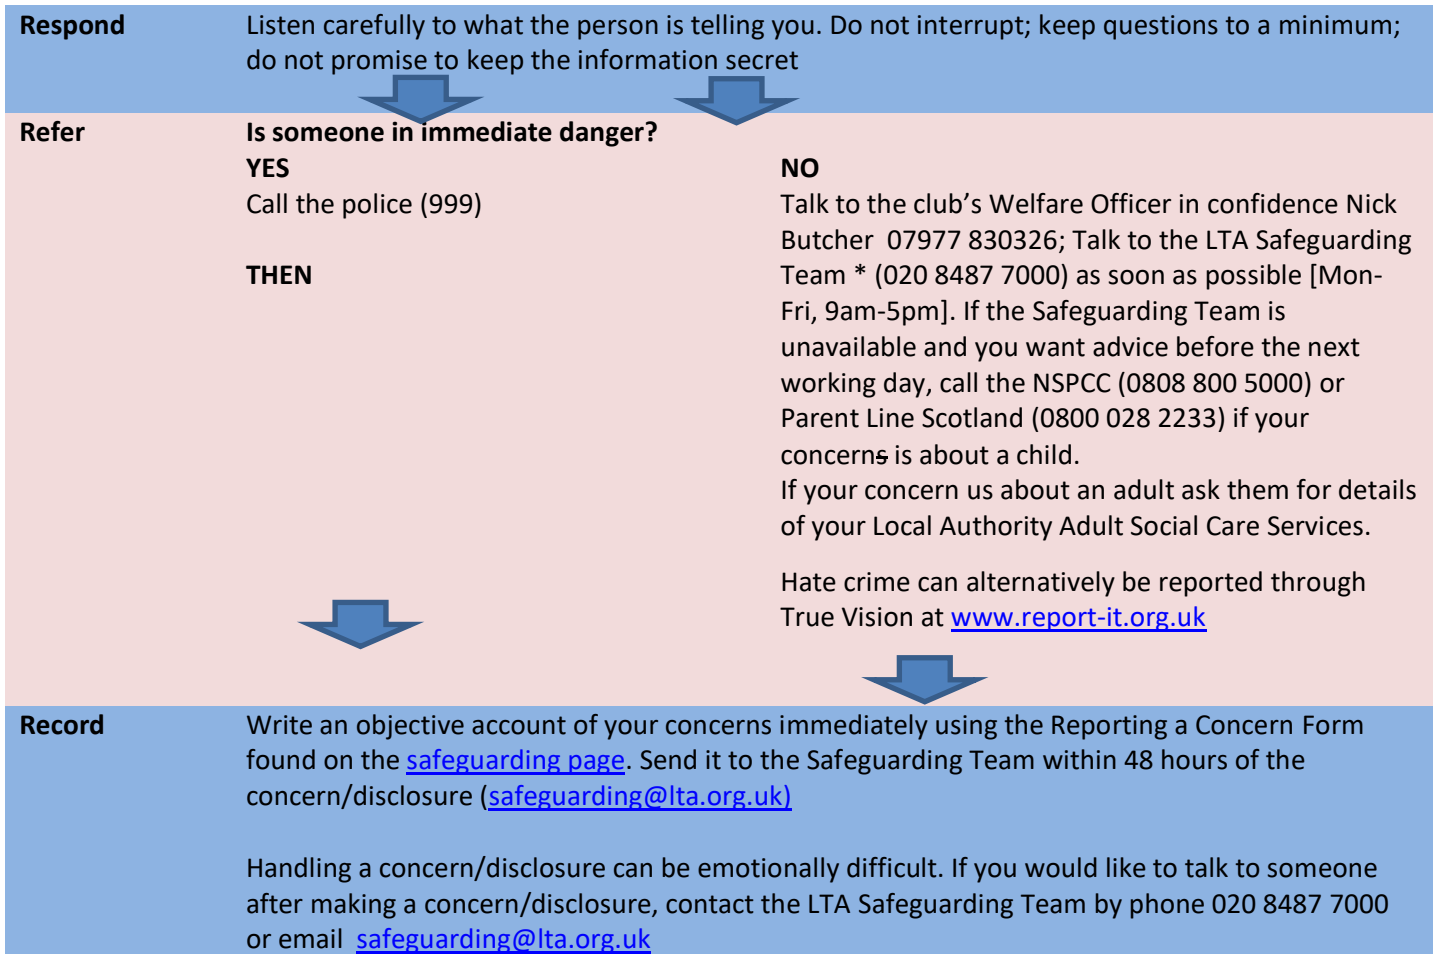 Respond
Listen carefully to what the person is telling you. Do not interrupt; keep questions to a minimum;
do not promise to keep the information secret
Refer
Is someone in immediate danger?
YES
Call the police (999)
THEN
NO
Talk to the club’s Welfare Officer in confidence Nick
Butcher  07977 830326; Talk to the LTA Safeguarding
Team * (020 8487 7000) as soon as possible [Mon-
Fri, 9am-5pm]. If the Safeguarding Team is
unavailable and you want advice before the next
working day, call the NSPCC (0808 800 5000) or
Parent Line Scotland (0800 028 2233) if your
concerns is about a child.
If your concern us about an adult ask them for details
of your Local Authority Adult Social Care Services.
Hate crime can alternatively be reported through
True Vision at www.report-it.org.uk
Record
Write an objective account of your concerns immediately using the Reporting a Concern Form
found on the safeguarding page. Send it to the Safeguarding Team within 48 hours of the
concern/disclosure (safeguarding@lta.org.uk)
Handling a concern/disclosure can be emotionally difficult. If you would like to talk to someone
after making a concern/disclosure, contact the LTA Safeguarding Team by phone 020 8487 7000
or email  safeguarding@lta.org.uk